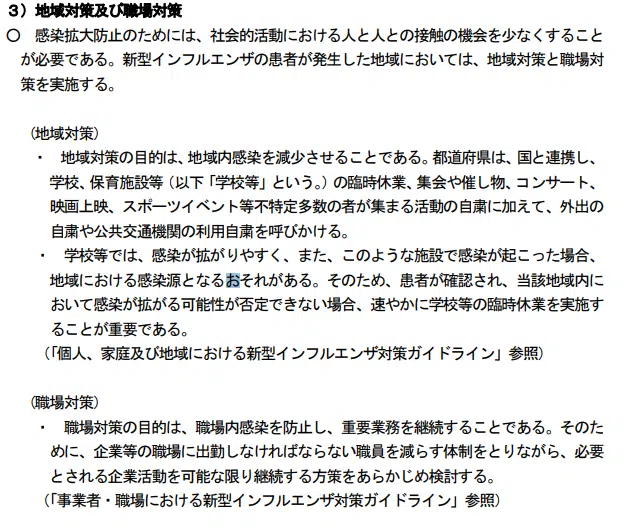 3）地域対策及び職場対策
○　感染拡大防止のためには、社会的活動における人と人との接触の機会を少なくすること
が必要である。新型インフルエンザの患者が発生した地域においては、地域対策と職場対
策を実施する。
（地域対策）
・　地域対策の目的は、地域内感染を減少させることである。都道府県は、国と連携し、
学校、保育施設等（以下「学校等」という。）の臨時休業、集会や催し物、コンサート、
映画上映、スポーツイベント等不特定多数の者が集まる活動の自粛に加えて、外出の
自粛や公共交通機関の利用自粛を呼びかける。
・　学校等では、感染が拡がりやすく、また、このような施設で感染が起こった場合、
地域における感染源となるおそれがある。そのため、患者が確認され、当該地域内に
おいて感染が拡がる可能性が否定できない場合、速やかに学校等の臨時休業を実施す
ることが重要である。
（「個人、家庭及び地域における新型インフルエンザ対策ガイドライン」参照）
（職場対策）
・　職場対策の目的は、職場内感染を防止し、重要業務を継続することである。そのた
めに、企業等の職場に出勤しなければならない職員を減らす体制をとりながら、必要
とされる企業活動を可能な限り継続する方策をあらかじめ検討する。
（「事業者・職場における新型インフルエンザ対策ガイドライン」参照）